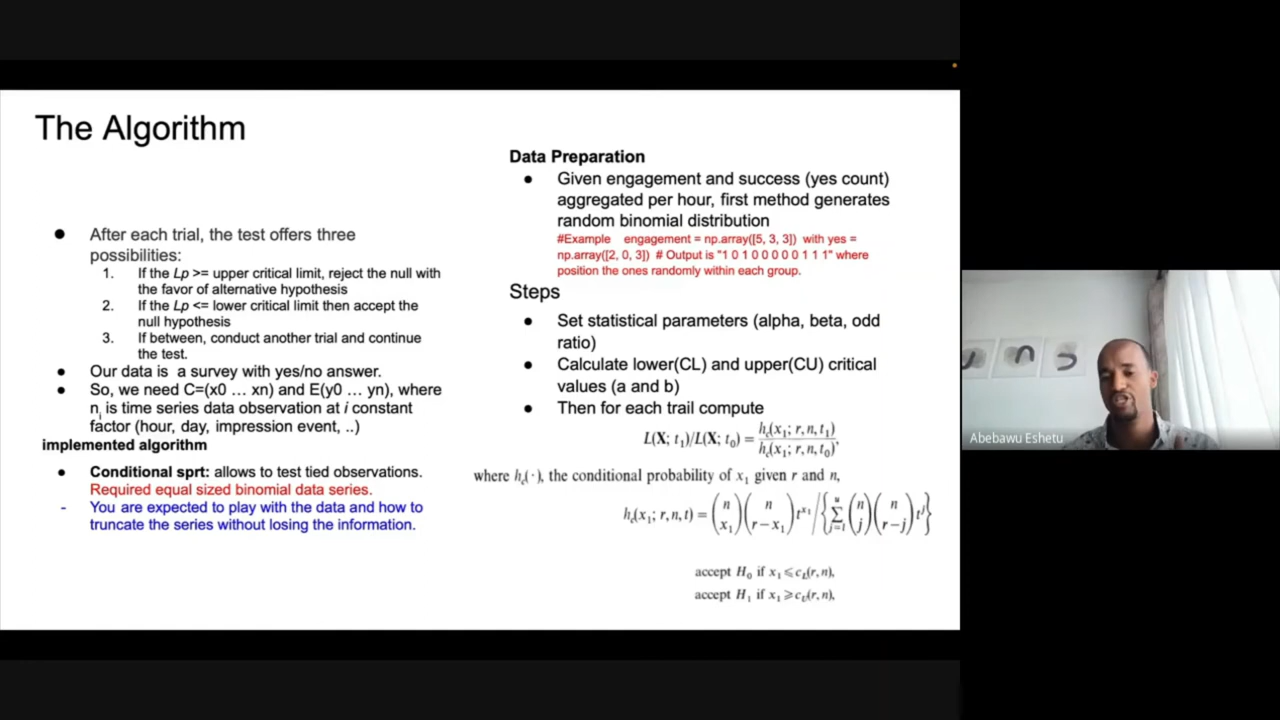 The Algorithm
● After each trial, the test offers three
possibilities:
1. If the Lp >= upper critical limit, reject the null with
the favor of alternative hypothesis
2. If the Lp <= lower critical limit then accept the
null hypothesis
3. If between, conduct another trial and continue
the test.
● Our data is a survey with yes/no answer.
● So, we need C=(x0 … xn) and E(y0 … yn), where
nᵢ is time series data observation at i constant
factor (hour, day, impression event, ..)
implemented algorithm
● Conditional sprt: allows to test tied observations.
Required equal sized binomial data series.
- You are expected to play with the data and how to
truncate the series without losing the information.
Data Preparation
● Given engagement and success (yes count)
aggregated per hour, first method generates
random binomial distribution
#Example engagement = np.array([5, 3, 3]) with yes =
np.array([2, 0, 3]) # Output is "1 0 1 0 0 0 0 0 1 1 1" where
position the ones randomly within each group.
Steps
● Set statistical parameters (alpha, beta, odd
ratio)
● Calculate lower(CL) and upper(CU) critical
values (a and b)
● Then for each trail compute
L(X; t₁)/L(X; t₀) = h꜀(x₁; r, n, t₁) / h꜀(x₁; r, n, t₀),
where h꜀(·), the conditional probability of x₁ given r and n,
h꜀(x₁; r, n, t) = (n x₁)(n r−x₁) t^x₁ / {∑ j=1 u (n j)(n r−j) t^j}
accept H₀ if x₁ ⩽ c_L(r, n),
accept H₁ if x₁ ⩾ c_U(r, n),
Abebawu Eshetu